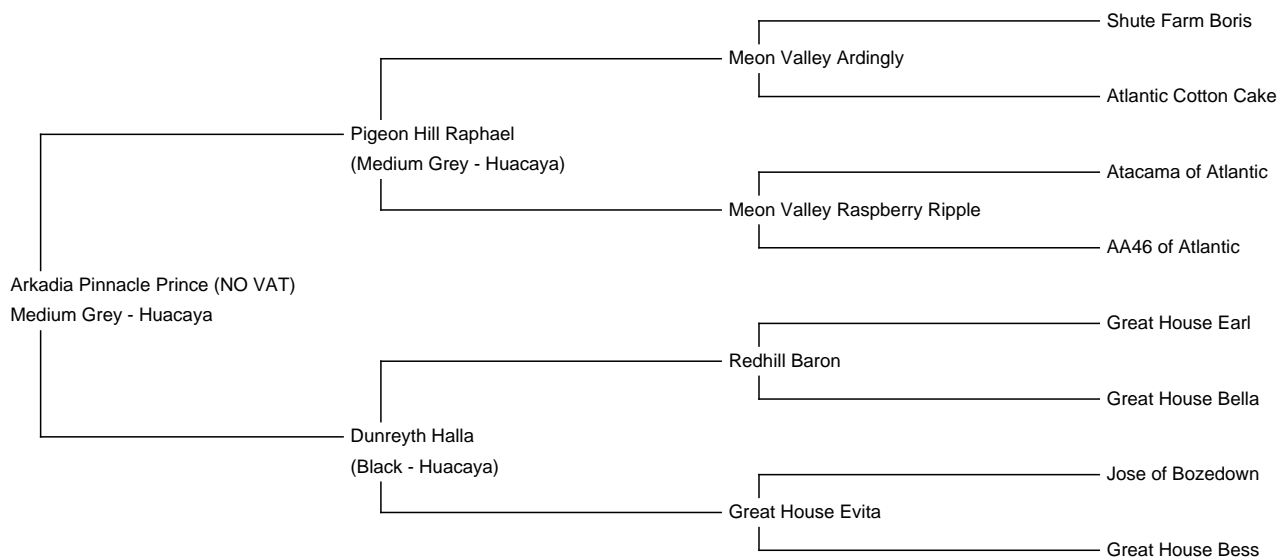 Shute Farm Boris
Meon Valley Ardingly
Atlantic Cotton Cake
Pigeon Hill Raphael
(Medium Grey - Huacaya)
Atacama of Atlantic
Meon Valley Raspberry Ripple
AA46 of Atlantic
Arkadia Pinnacle Prince (NO VAT)
Medium Grey - Huacaya
Great House Earl
Redhill Baron
Great House Bella
Dunreyth Halla
(Black - Huacaya)
Jose of Bozedown
Great House Evita
Great House Bess